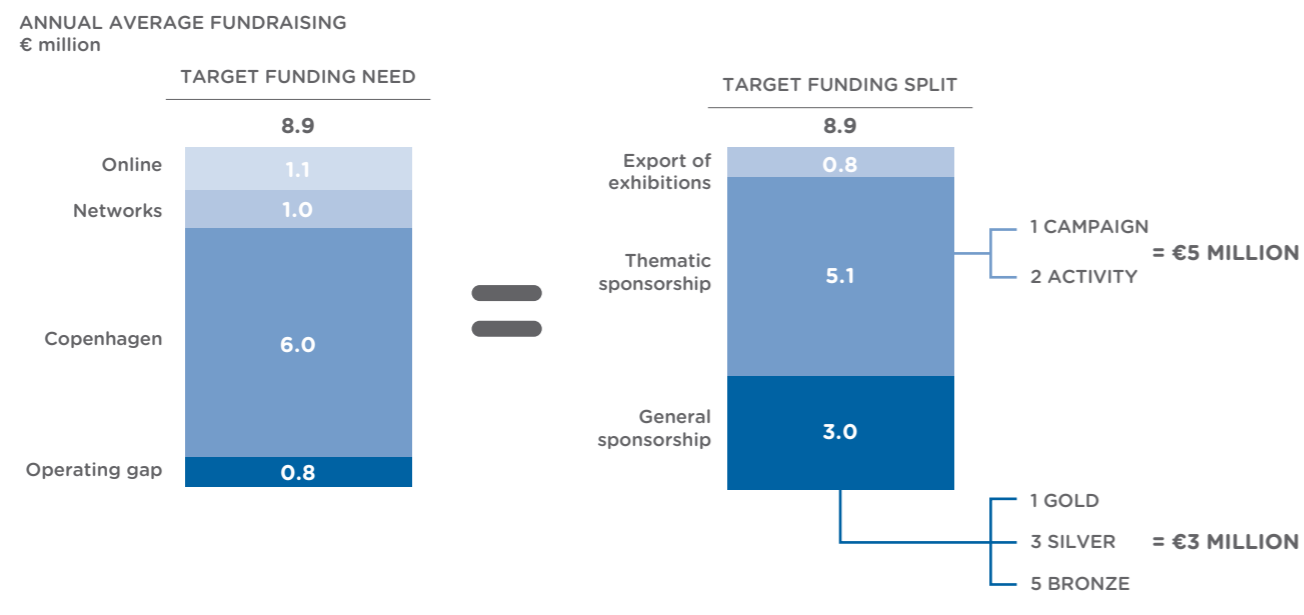 ANNUAL AVERAGE FUNDRAISING
€ million
TARGET FUNDING NEED
8.9
Online
1.1
Networks
1.0
Copenhagen
6.0
Operating gap
0.8
TARGET FUNDING SPLIT
8.9
Export of
exhibitions
0.8
Thematic
sponsorship
5.1
General
sponsorship
3.0
1 CAMPAIGN
2 ACTIVITY
= €5 MILLION
1 GOLD
3 SILVER
5 BRONZE
= €3 MILLION